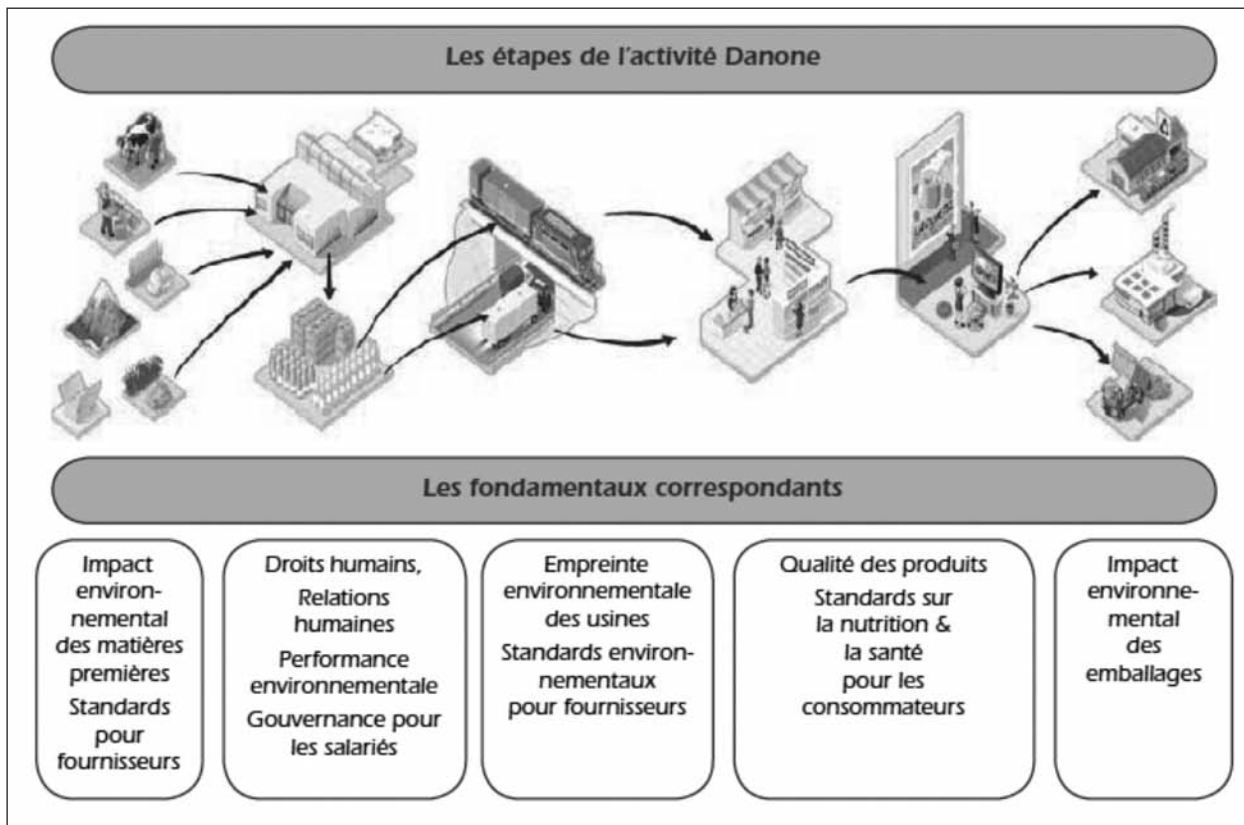 Les étapes de l'activité Danone
Les fondamentaux correspondants
Impact
environ-
nemental
des matières
premières
Standards
pour
fournisseurs
Droits humains,
Relations
humaines
Performance
environnementale
Gouvernance pour
les salariés
Empreinte
environnementale
des usines
Standards environ-
nementaux
pour fournisseurs
Qualité des produits
Standards sur
la nutrition &
la santé
pour les
consommateurs
Impact
environne-
mental
des
emballages